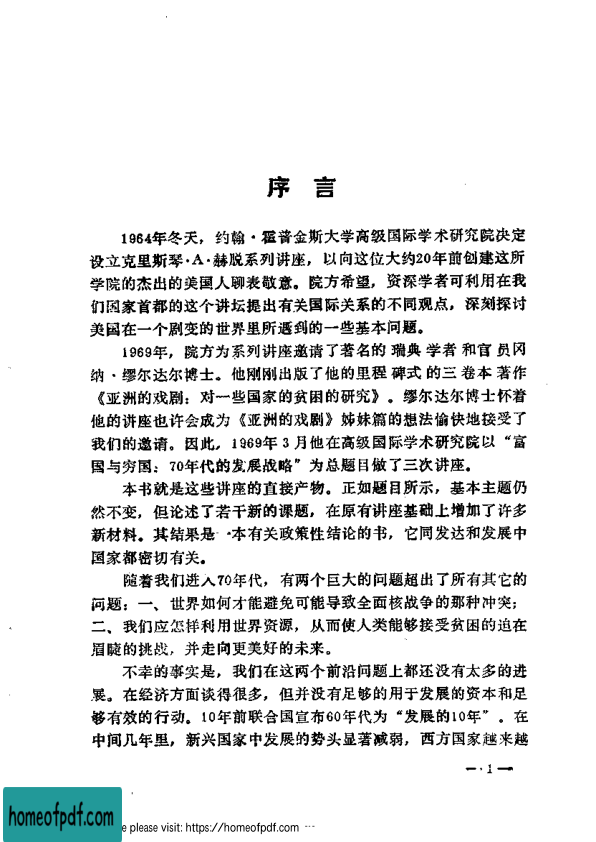 序言
1964年冬天，约翰·霍普金斯大学高级国际学术研究院决定
设立克里斯琴·A·赫脱系列讲座，以向这位大约20年前创建这所
学院的杰出的美国人聊表敬意。院方希望，资深学者可利用在我
们国家首都的这个讲坛提出有关国际关系的不同观点，深刻探讨
美国在一个剧变的世界里所遇到的一些基本问题。
1969年，院方为系列讲座邀请了著名的瑞典学者和官员冈
纳·缪尔达尔博士。他刚刚出版了他的里程碑式的三卷本著作
《亚洲的戏剧：对一些国家的贫困的研究》。缪尔达尔博士怀着
他的讲座也许会成为《亚洲的戏剧》姊妹篇的想法愉快地接受了
我们的邀请。因此，1969年3月他在高级国际学术研究院以“富
国与穷国：70年代的发展战略”为总题目做了三次讲座。
本书就是这些讲座的直接产物。正如题目所示，基本主题仍
然不变，但论述了若干新的课题，在原有讲座基础上增加了许多
新材料。其结果是一本有关政策性结论的书，它同发达和发展中
国家都密切有关。
随着我们进入70年代，有两个巨大的问题超出了所有其它的
问题：一、世界如何才能避免可能导致全面核战争的那种冲突；
二、我们应怎样利用世界资源，从而使人类能够接受贫困的迫在
眉睫的挑战，并走向更美好的未来。
不幸的事实是，我们在这两个前沿问题上都还没有太多的进
展。在经济方面谈得很多，但并没有足够的用于发展的资本和足
够有效的行动。10年前联合国宣布60年代为“发展的10年”。在
中间几年里，新兴国家中发展的势头显著减弱，西方国家越来越
— · 1 —
homeofpdf.com
e please visit: https://homeofpdf.com ...